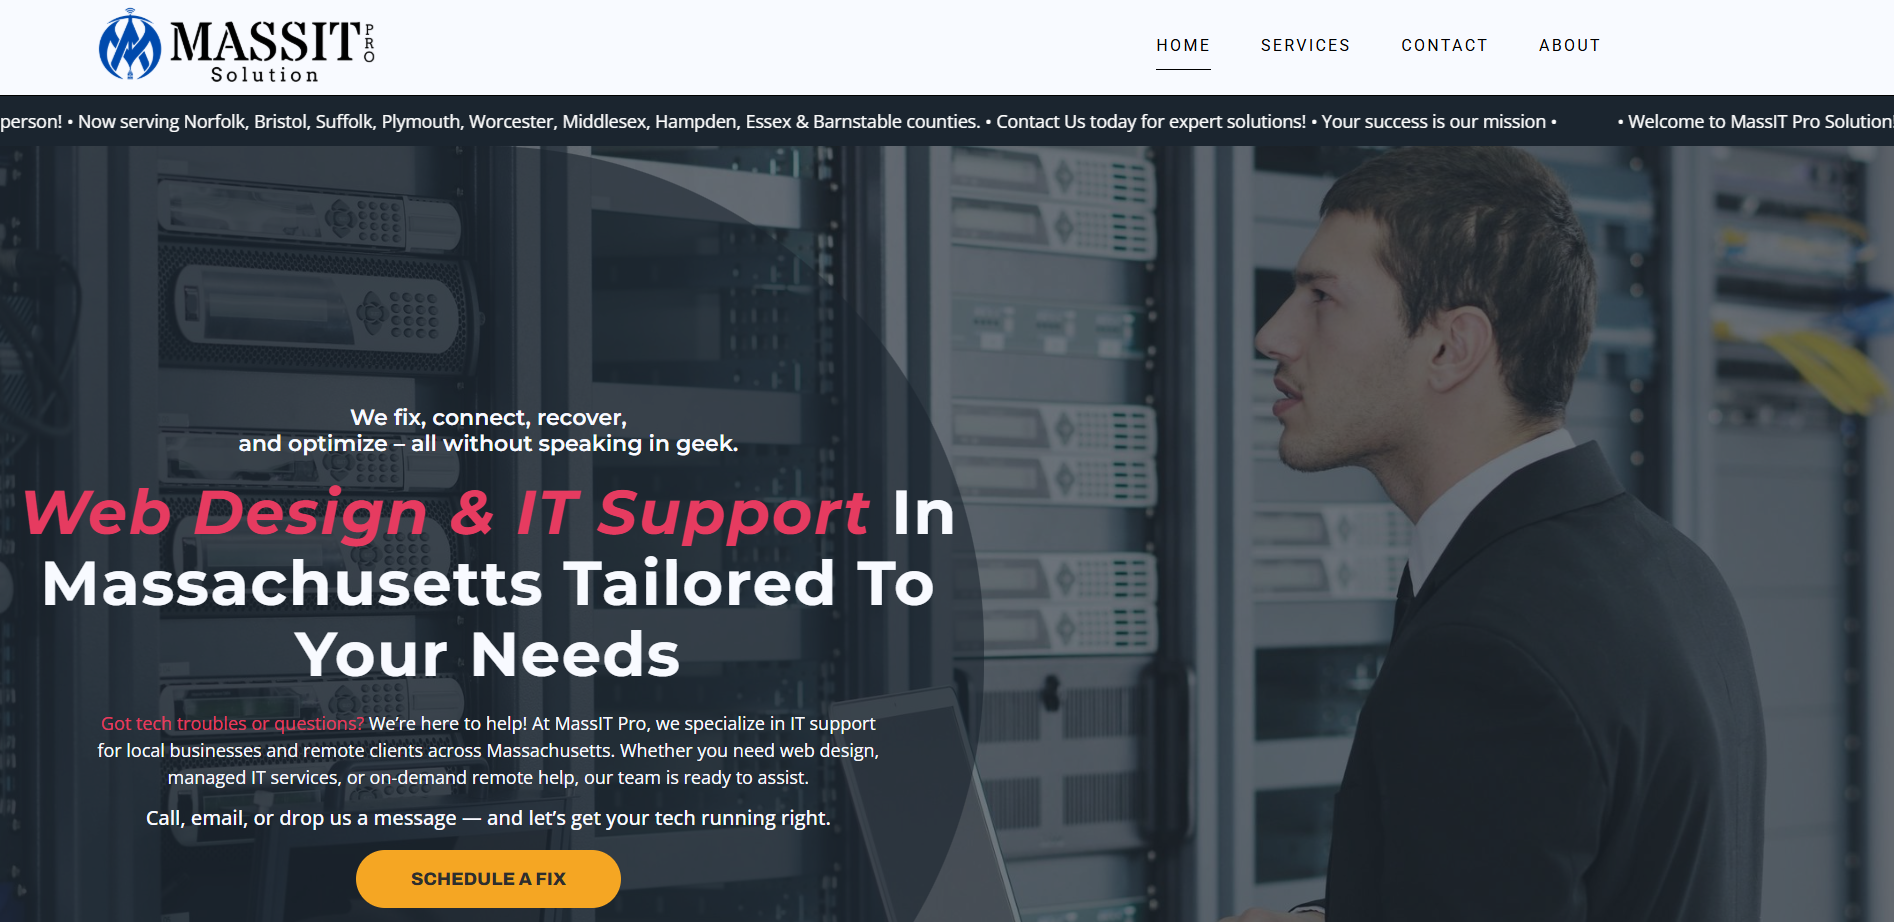 MASSIT PRO
Solution
HOME SERVICES CONTACT ABOUT
person! • Now serving Norfolk, Bristol, Suffolk, Plymouth, Worcester, Middlesex, Hampden, Essex & Barnstable counties. • Contact Us today for expert solutions! • Your success is our mission • • Welcome to MassIT Pro Solution!
We fix, connect, recover,
and optimize – all without speaking in geek.
Web Design & IT Support In
Massachusetts Tailored To
Your Needs
Got tech troubles or questions? We’re here to help! At MassIT Pro, we specialize in IT support
for local businesses and remote clients across Massachusetts. Whether you need web design,
managed IT services, or on-demand remote help, our team is ready to assist.
Call, email, or drop us a message — and let’s get your tech running right.
SCHEDULE A FIX